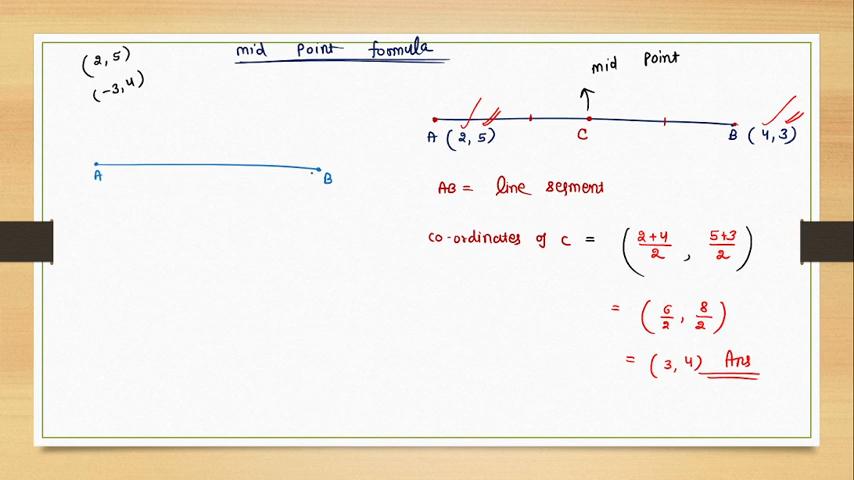 mid point formula
(2,5)
(-3,4)
A B
mid point
A (2,5) C B (4,3)
AB = line segment
co-ordinates of C = (2+4/2, 5+3/2)
= (6/2, 8/2)
= (3,4) Ans